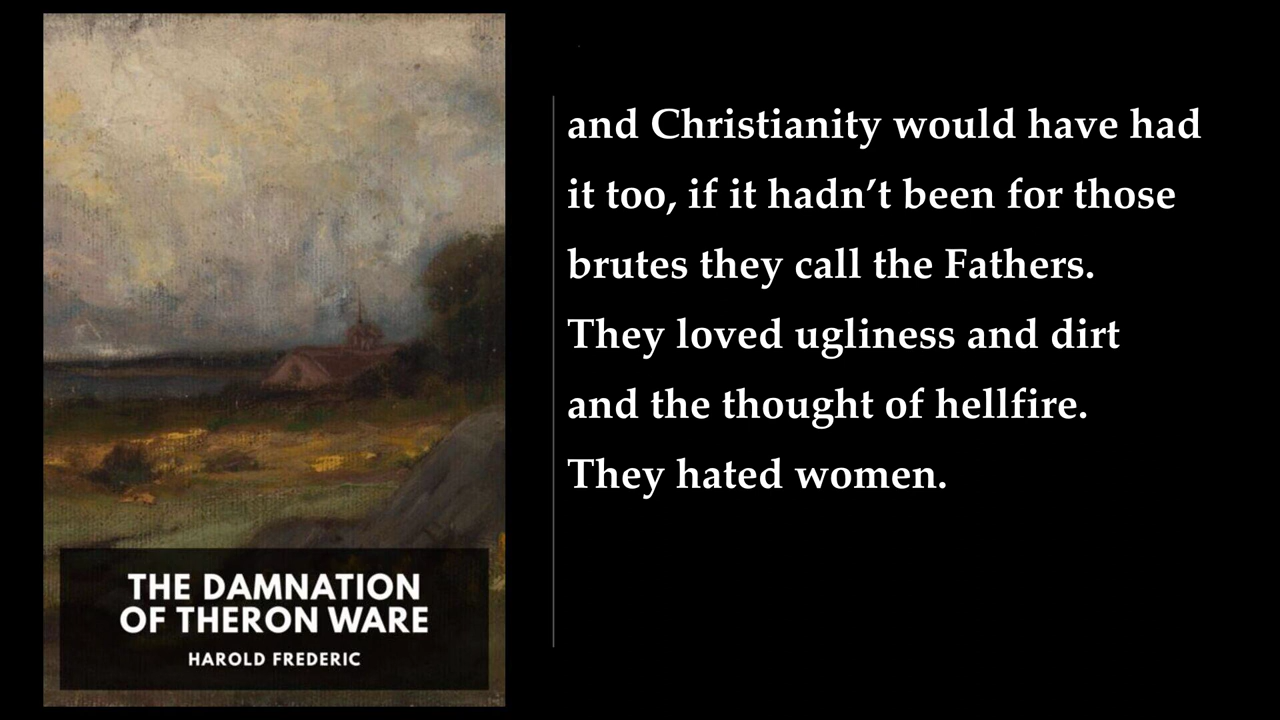 THE DAMNATION
OF THERON WARE
HAROLD FREDERIC
and Christianity would have had
it too, if it hadn’t been for those
brutes they call the Fathers.
They loved ugliness and dirt
and the thought of hellfire.
They hated women.